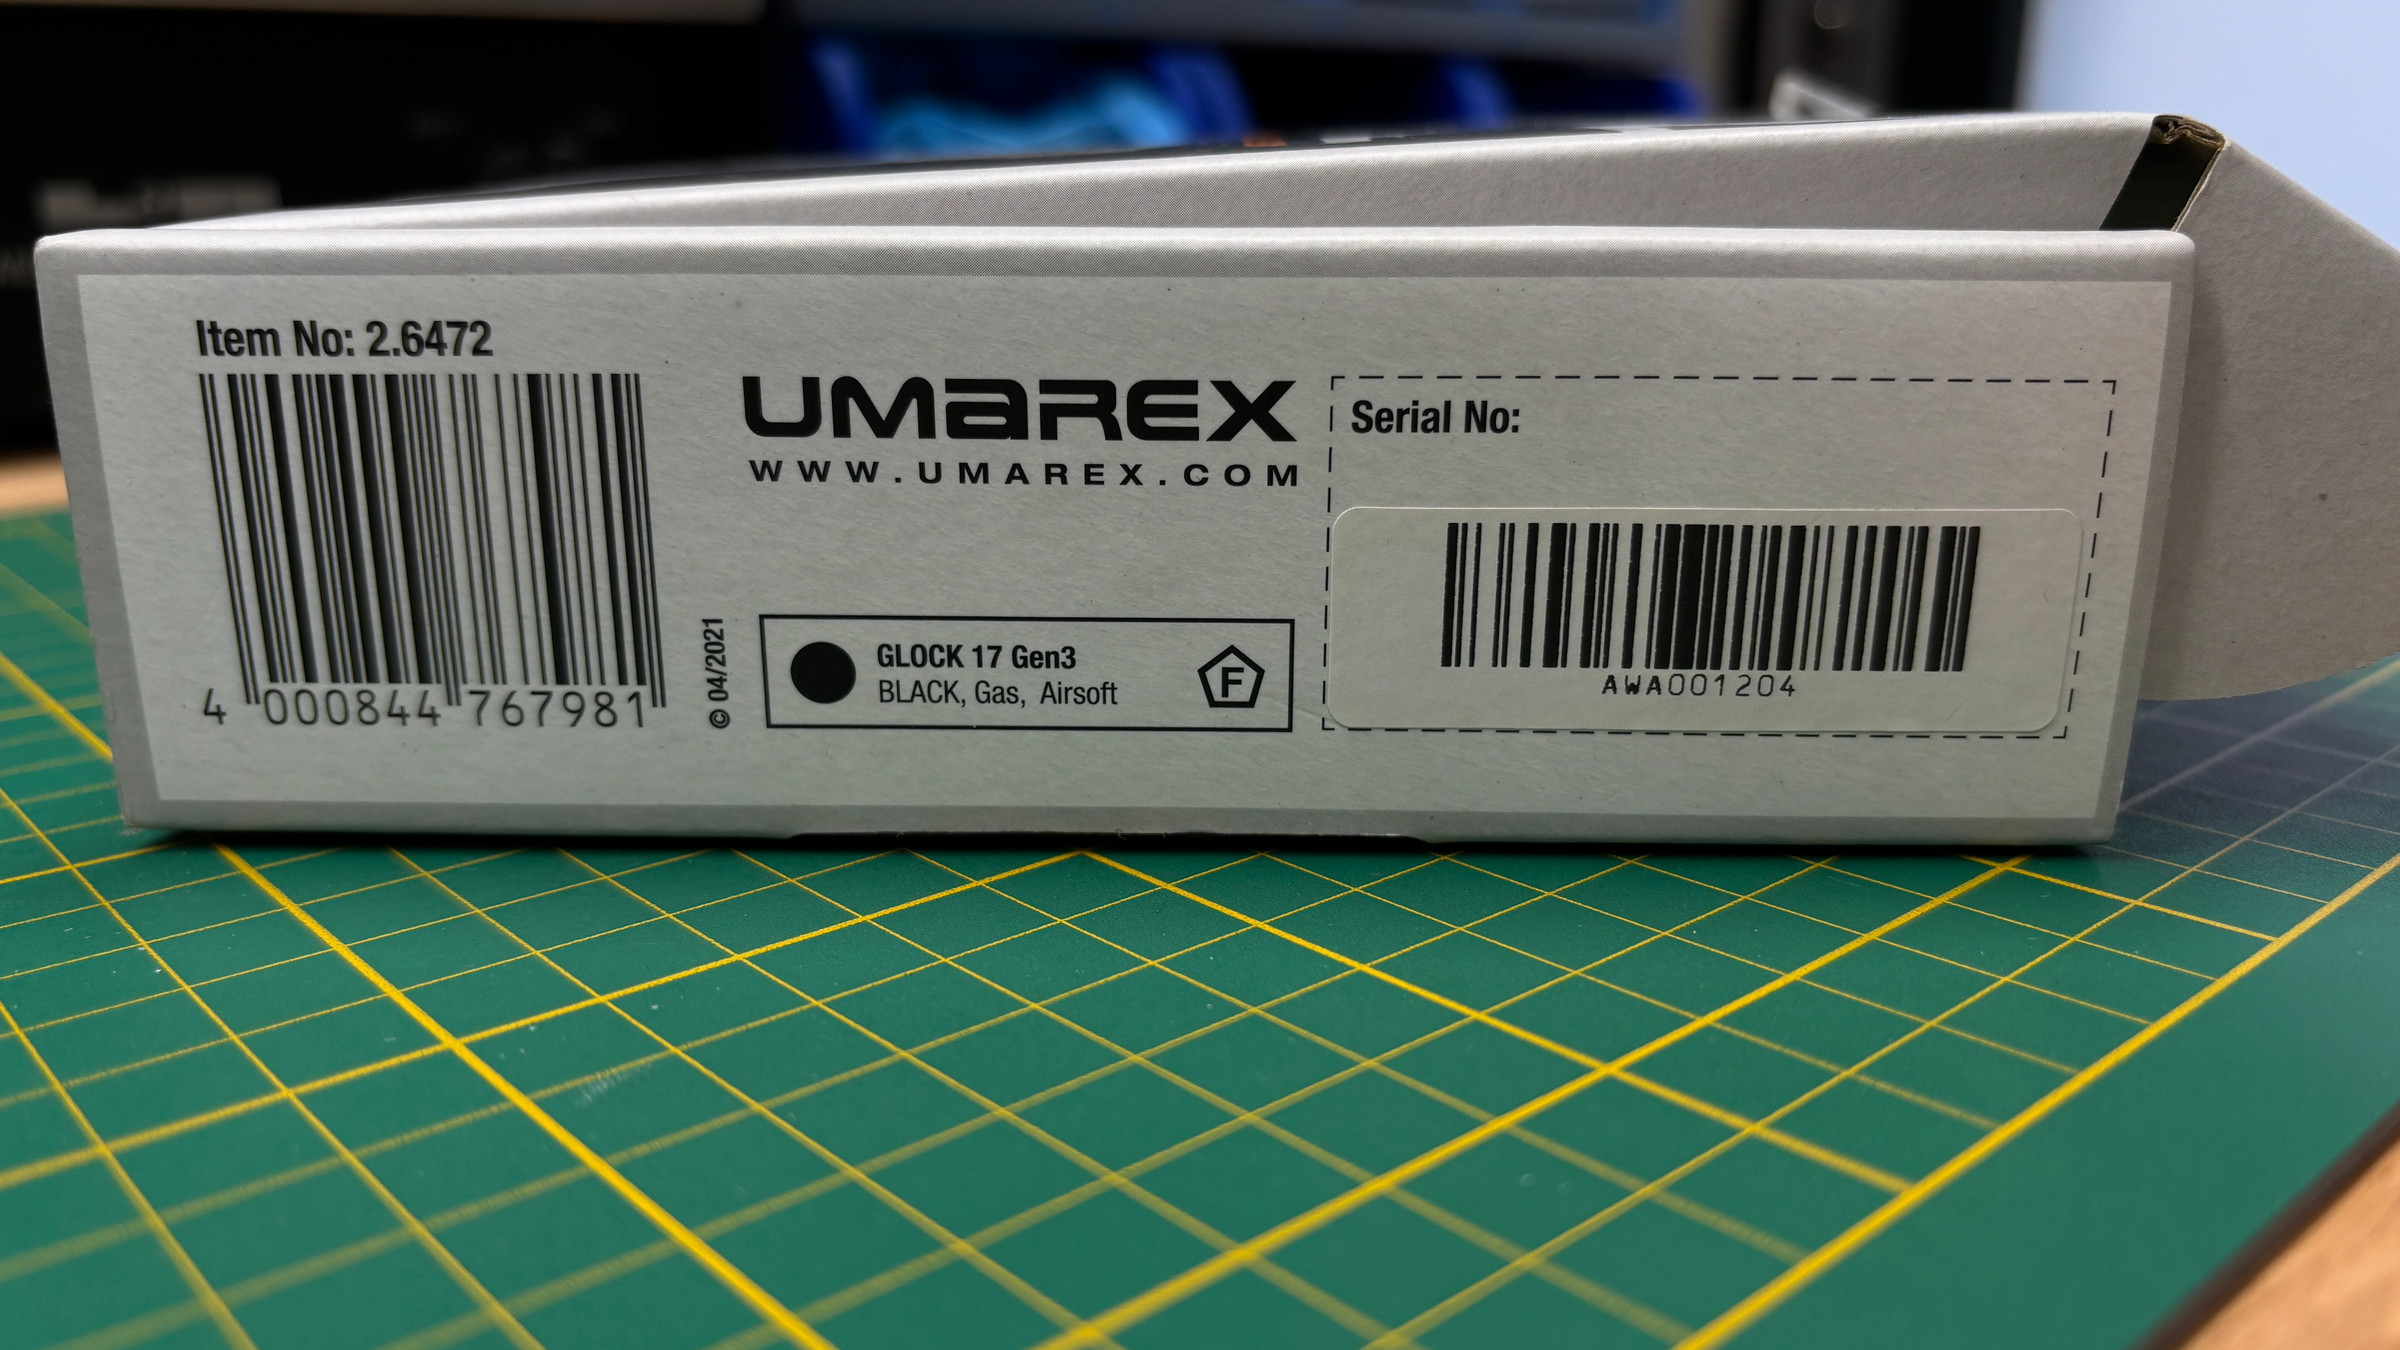 Item No: 2.6472
4 000844 767981
© 04/2021
UMAREX
WWW.UMAREX.COM
GLOCK 17 Gen3
BLACK, Gas, Airsoft
F
Serial No:
AWA001204